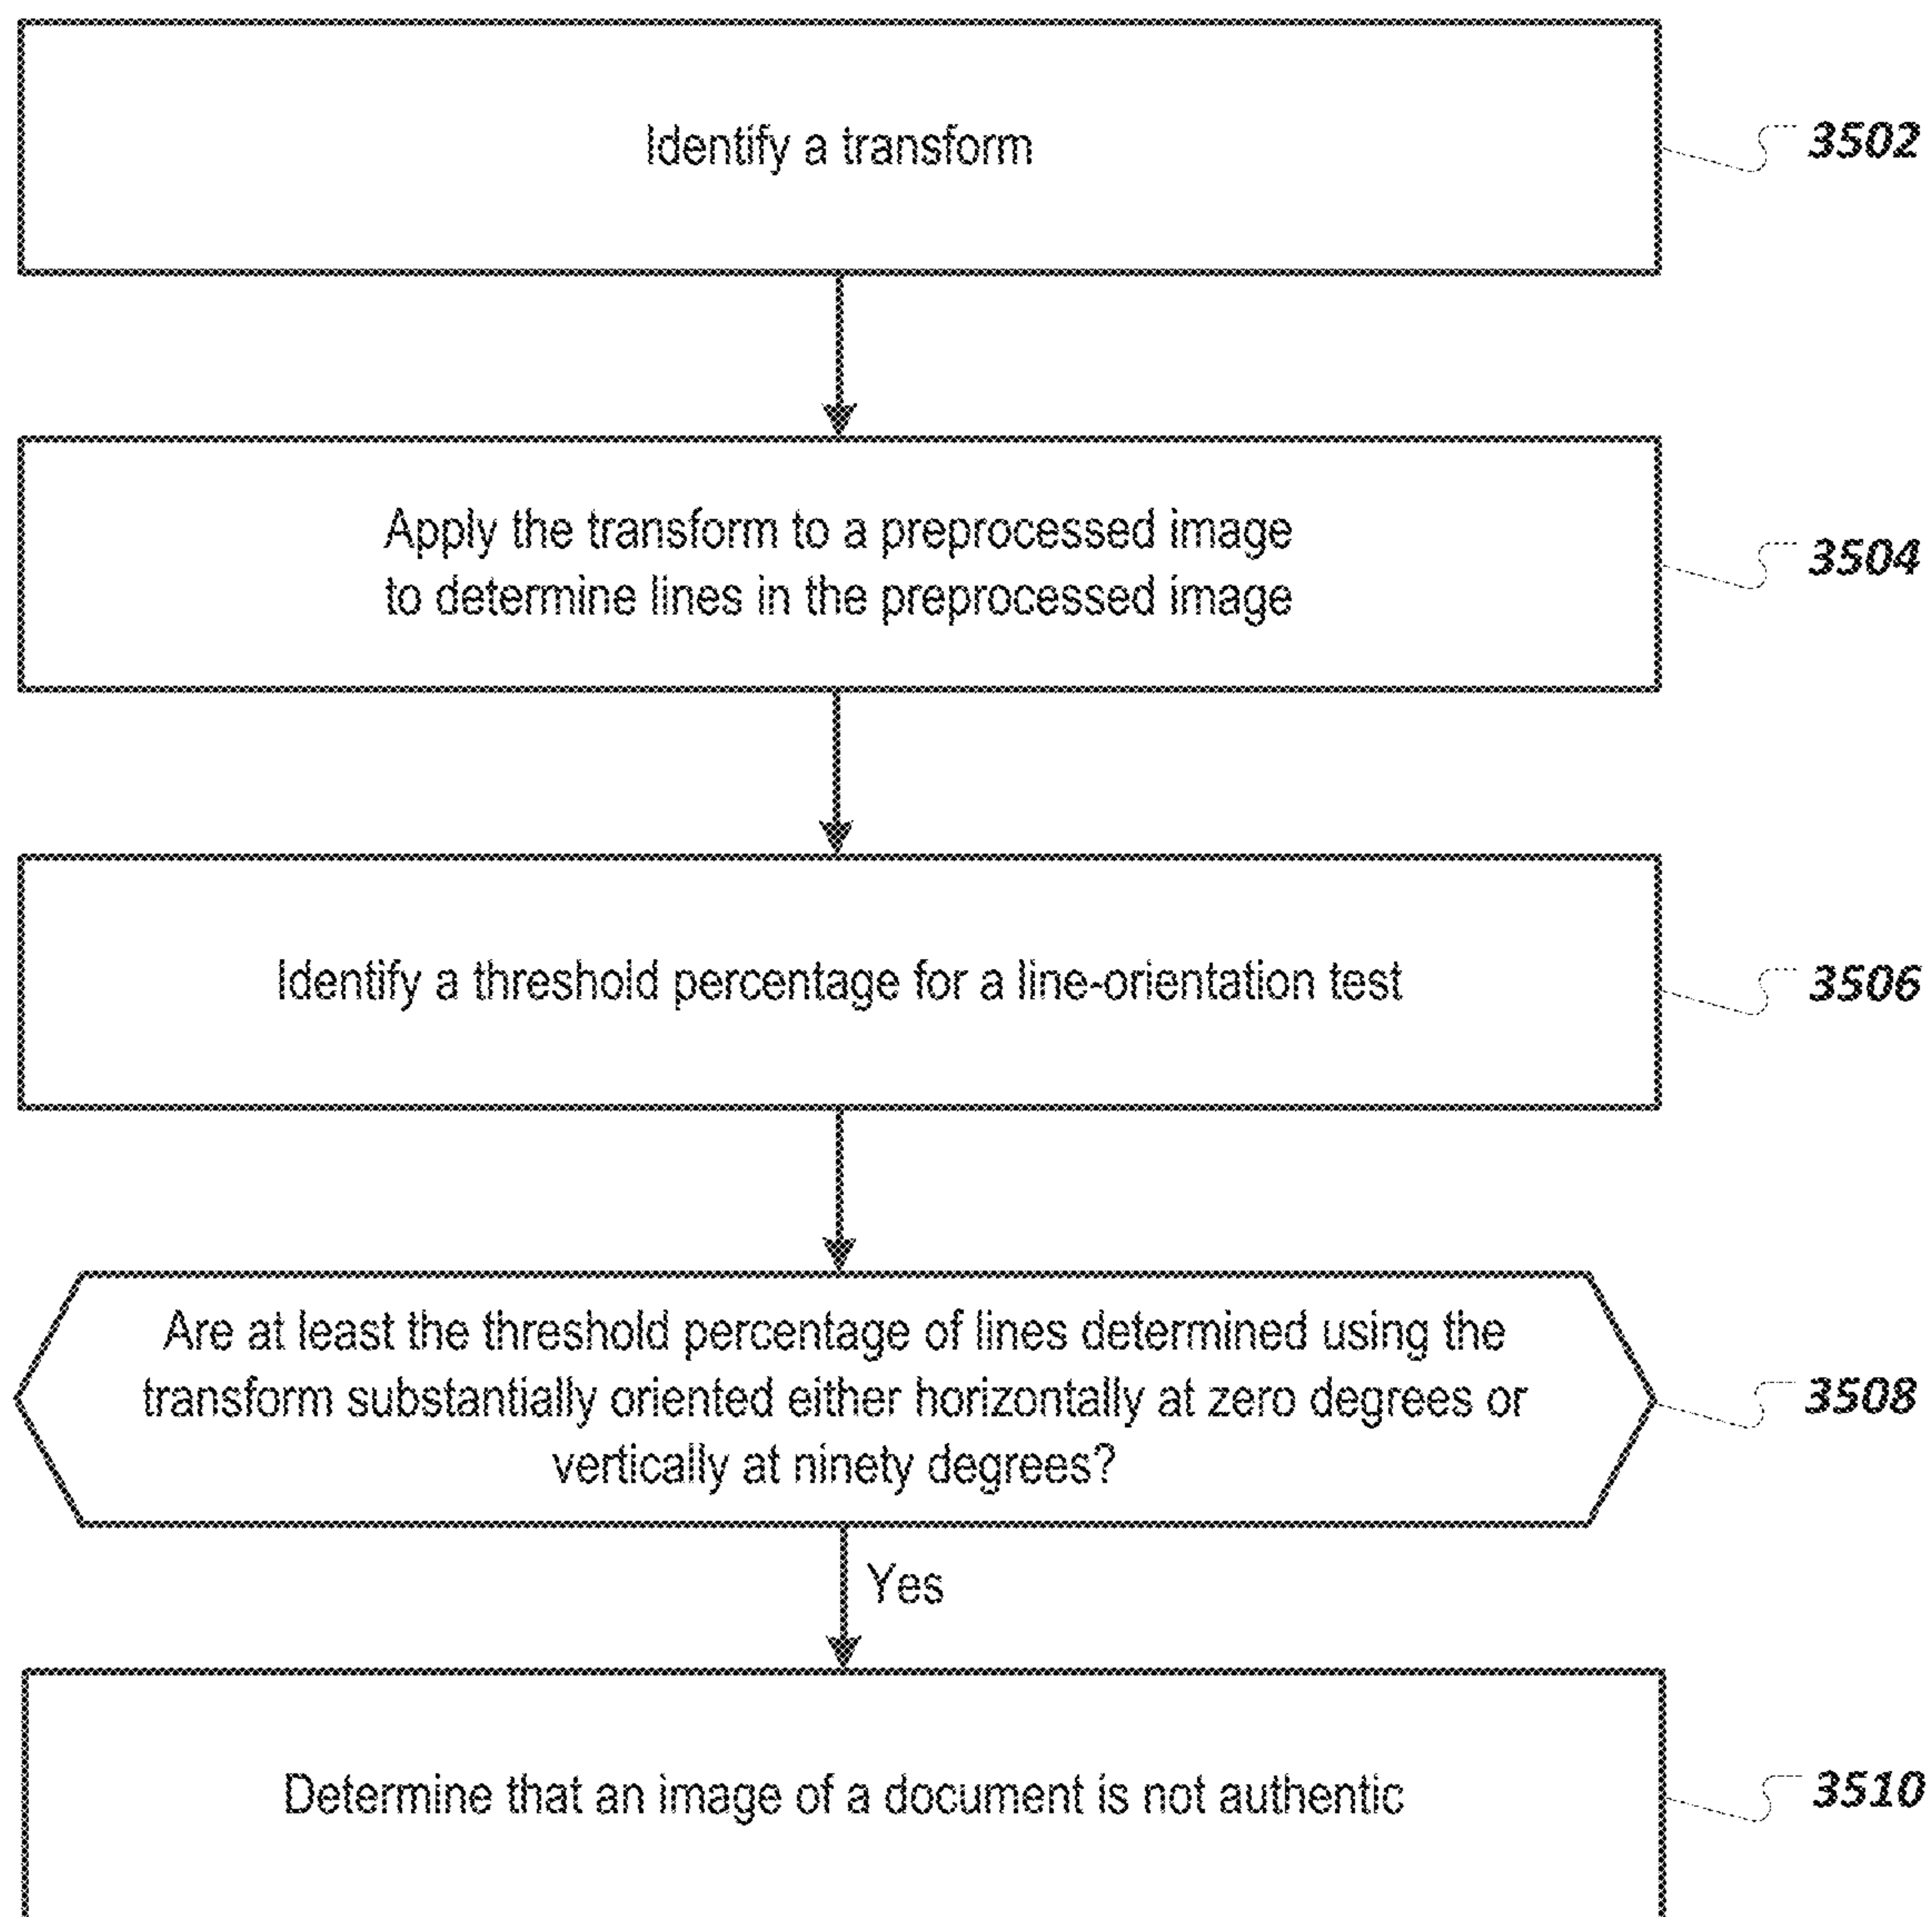 Identify a transform
3502
Apply the transform to a preprocessed image
to determine lines in the preprocessed image
3504
Identify a threshold percentage for a line-orientation test
3506
Are at least the threshold percentage of lines determined using the
transform substantially oriented either horizontally at zero degrees or
vertically at ninety degrees?
3508
Yes
Determine that an image of a document is not authentic
3510